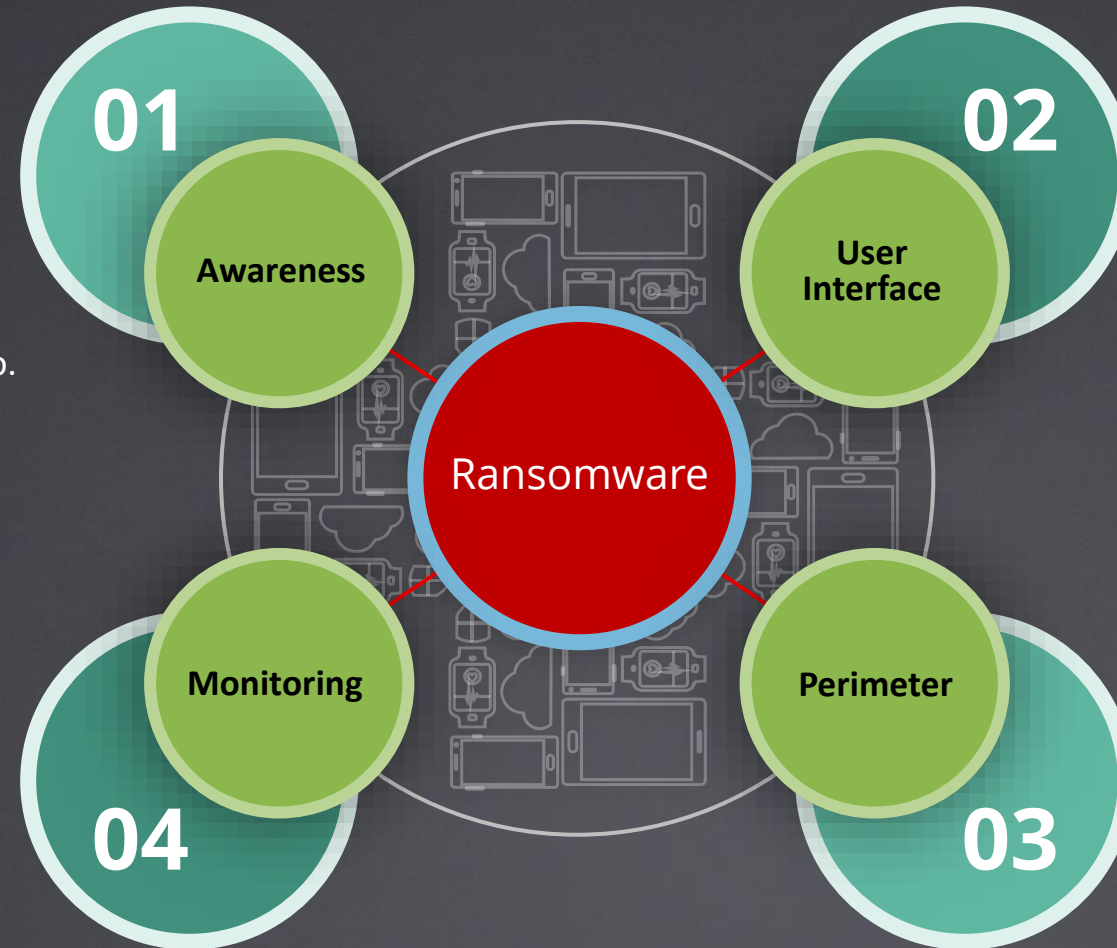 01
Awareness
02
User
Interface
Ransomware
04
Monitoring
03
Perimeter